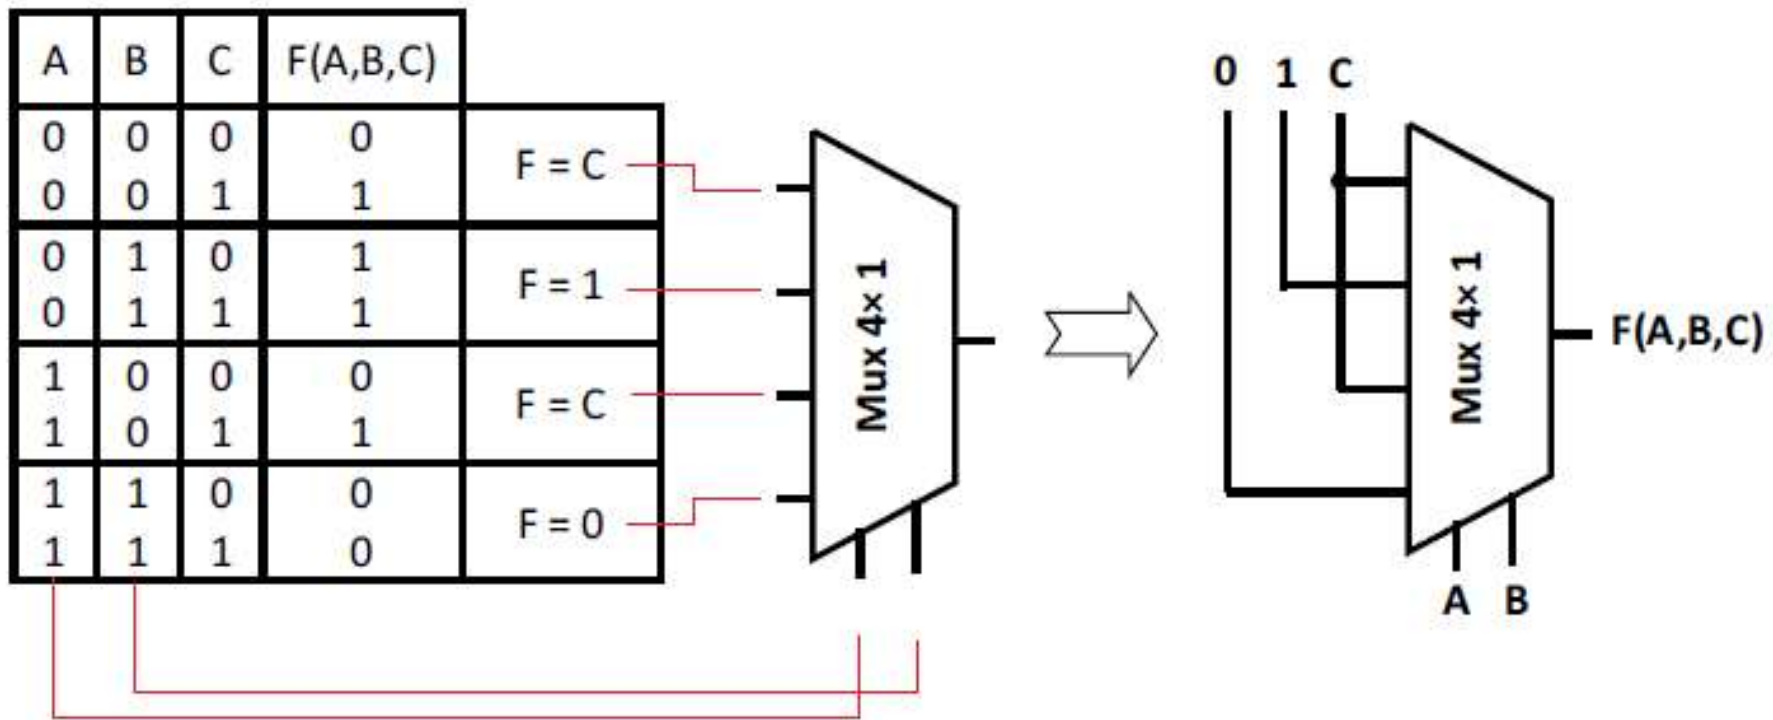 A B C F(A,B,C)
0 0 0 0
0 0 1 1
F = C
0 1 0 1
0 1 1 1
F = 1
1 0 0 0
1 0 1 1
F = C
1 1 0 0
1 1 1 0
F = 0
Mux 4× 1
0 1 C
Mux 4× 1
F(A,B,C)
A B